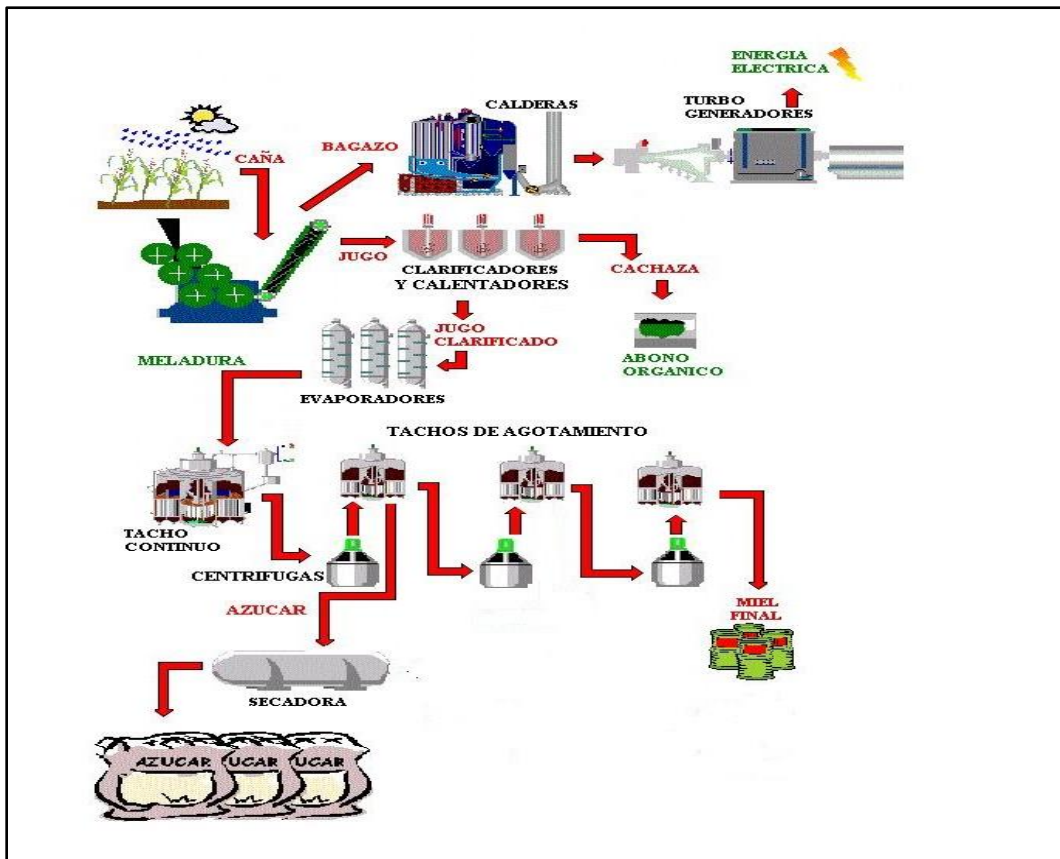 ENERGIA
ELECTRICA
CALDERAS
TURBO
GENERADORES
BAGAZO
CAÑA
JUGO
CLARIFICADORES
Y CALENTADORES
CACHAZA
JUGO
CLARIFICADO
ABONO
ORGANICO
MELADURA
EVAPORADORES
TACHOS DE AGOTAMIENTO
TACHO
CONTINUO
CENTRIFUGAS
AZUCAR
MIEL
FINAL
SECADORA
AZUCAR UCAR UCAR